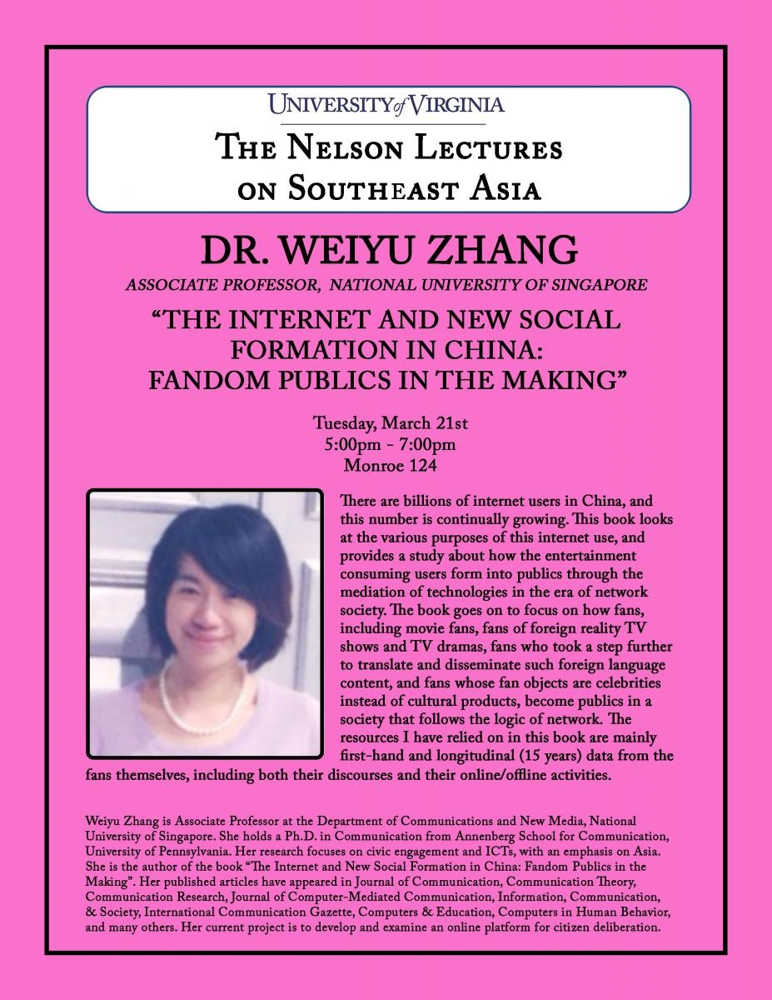 UNIVERSITY of VIRGINIA
THE NELSON LECTURES
ON SOUTHEAST ASIA
DR. WEIYU ZHANG
ASSOCIATE PROFESSOR, NATIONAL UNIVERSITY OF SINGAPORE
“THE INTERNET AND NEW SOCIAL
FORMATION IN CHINA:
FANDOM PUBLICS IN THE MAKING”
Tuesday, March 21st
5:00pm - 7:00pm
Monroe 124
There are billions of internet users in China, and
this number is continually growing. This book looks
at the various purposes of this internet use, and
provides a study about how the entertainment
consuming users form into publics through the
mediation of technologies in the era of network
society. The book goes on to focus on how fans,
including movie fans, fans of foreign reality TV
shows and TV dramas, fans who took a step further
to translate and disseminate such foreign language
content, and fans whose fan objects are celebrities
instead of cultural products, become publics in a
society that follows the logic of network. The
resources I have relied on in this book are mainly
first-hand and longitudinal (15 years) data from the
fans themselves, including both their discourses and their online/offline activities.
Weiyu Zhang is Associate Professor at the Department of Communications and New Media, National
University of Singapore. She holds a Ph.D. in Communication from Annenberg School for Communication,
University of Pennsylvania. Her research focuses on civic engagement and ICTs, with an emphasis on Asia.
She is the author of the book “The Internet and New Social Formation in China: Fandom Publics in the
Making”. Her published articles have appeared in Journal of Communication, Communication Theory,
Communication Research, Journal of Computer-Mediated Communication, Information, Communication,
& Society, International Communication Gazette, Computers & Education, Computers in Human Behavior,
and many others. Her current project is to develop and examine an online platform for citizen deliberation.